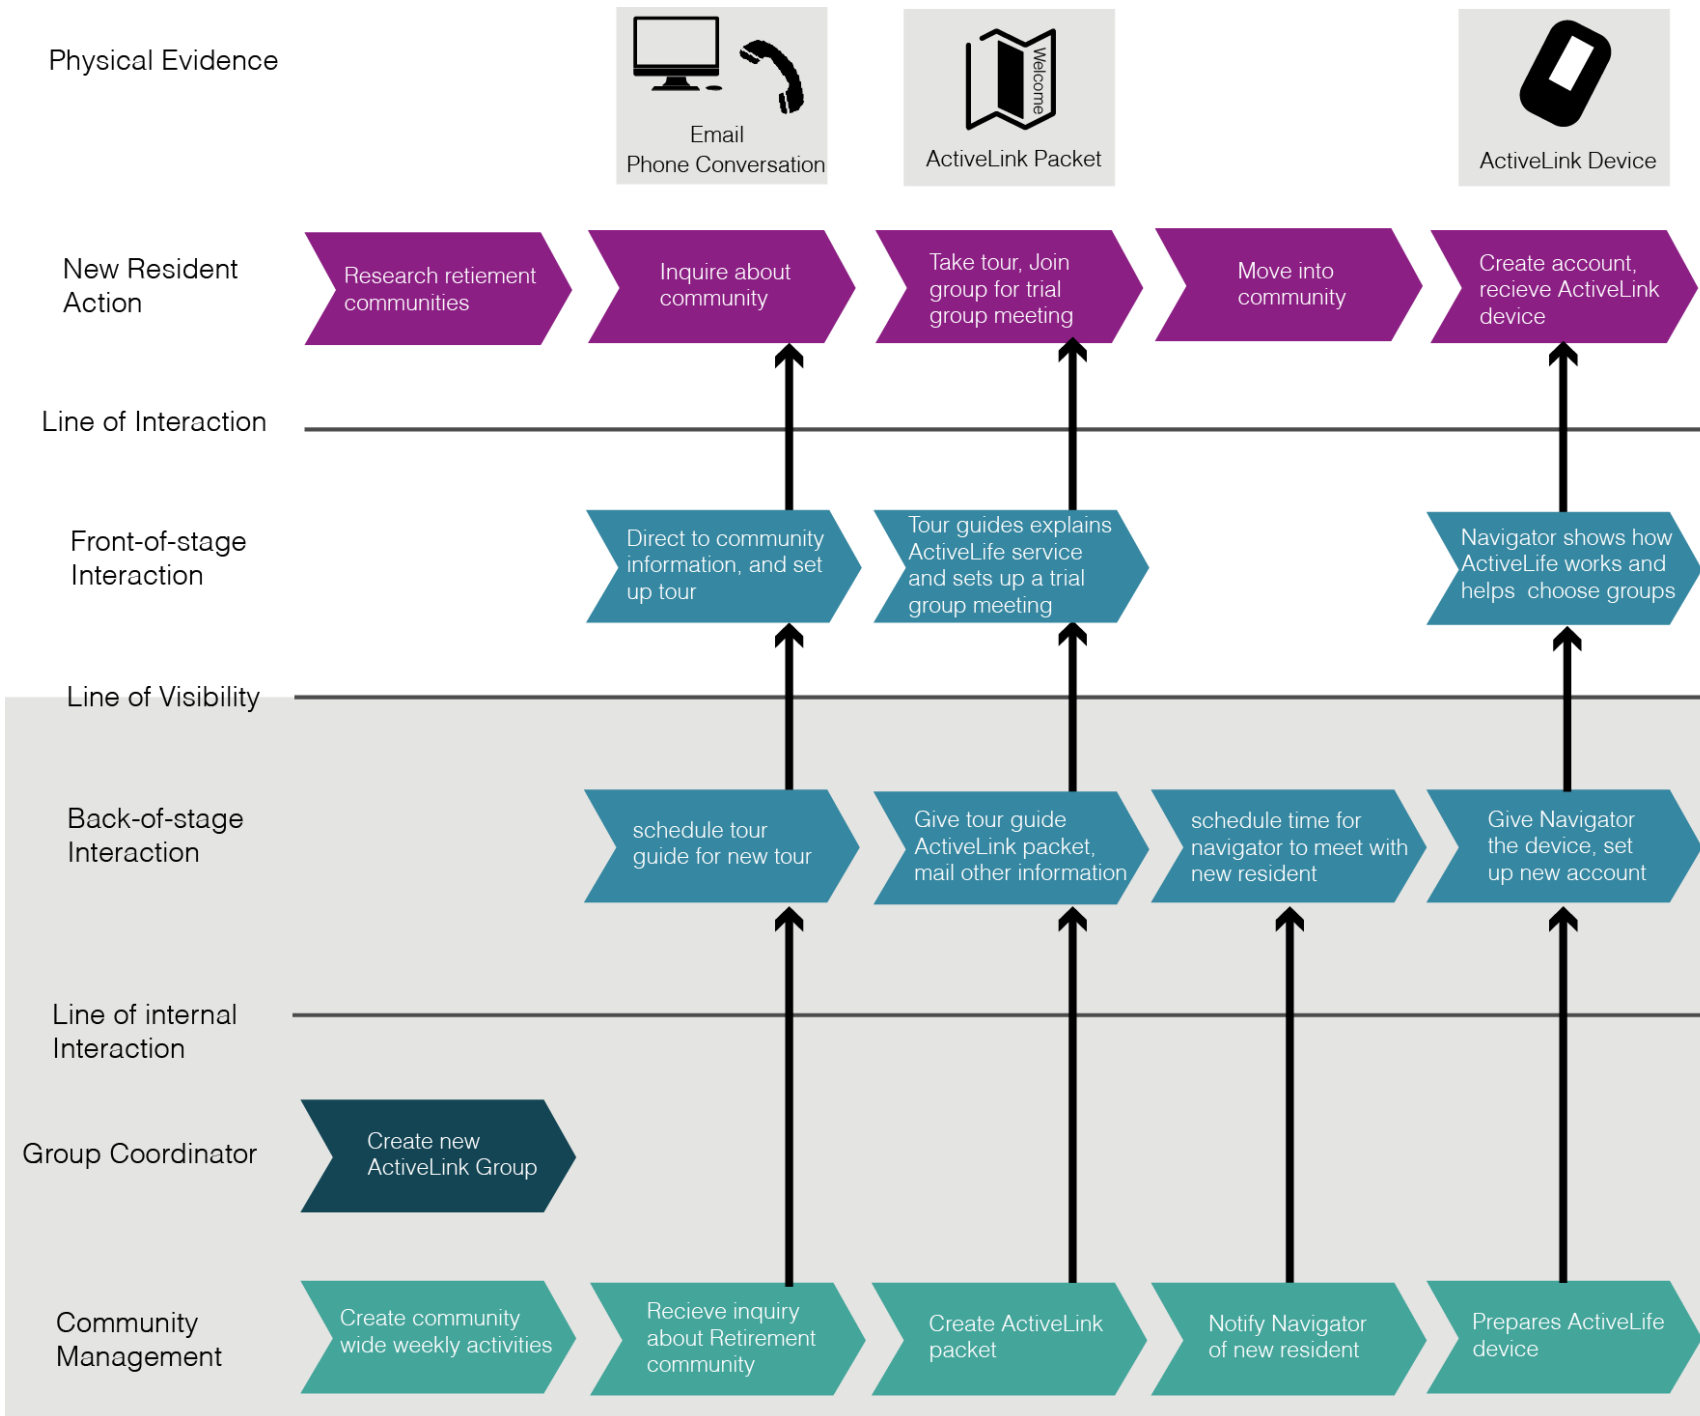 Physical Evidence
Email
Phone Conversation
Welcome
ActiveLink Packet
ActiveLink Device
New Resident
Action
Research retiement
communities
Inquire about
community
Take tour, Join
group for trial
group meeting
Move into
community
Create account,
recieve ActiveLink
device
Line of Interaction
Front-of-stage
Interaction
Direct to community
information, and set
up tour
Tour guides explains
ActiveLife service
and sets up a trial
group meeting
Navigator shows how
ActiveLife works and
helps choose groups
Line of Visibility
Back-of-stage
Interaction
schedule tour
guide for new tour
Give tour guide
ActiveLink packet,
mail other information
schedule time for
navigator to meet with
new resident
Give Navigator
the device, set
up new account
Line of internal
Interaction
Group Coordinator
Create new
ActiveLink Group
Community
Management
Create community
wide weekly activities
Recieve inquiry
about Retirement
community
Create ActiveLink
packet
Notify Navigator
of new resident
Prepares ActiveLife
device